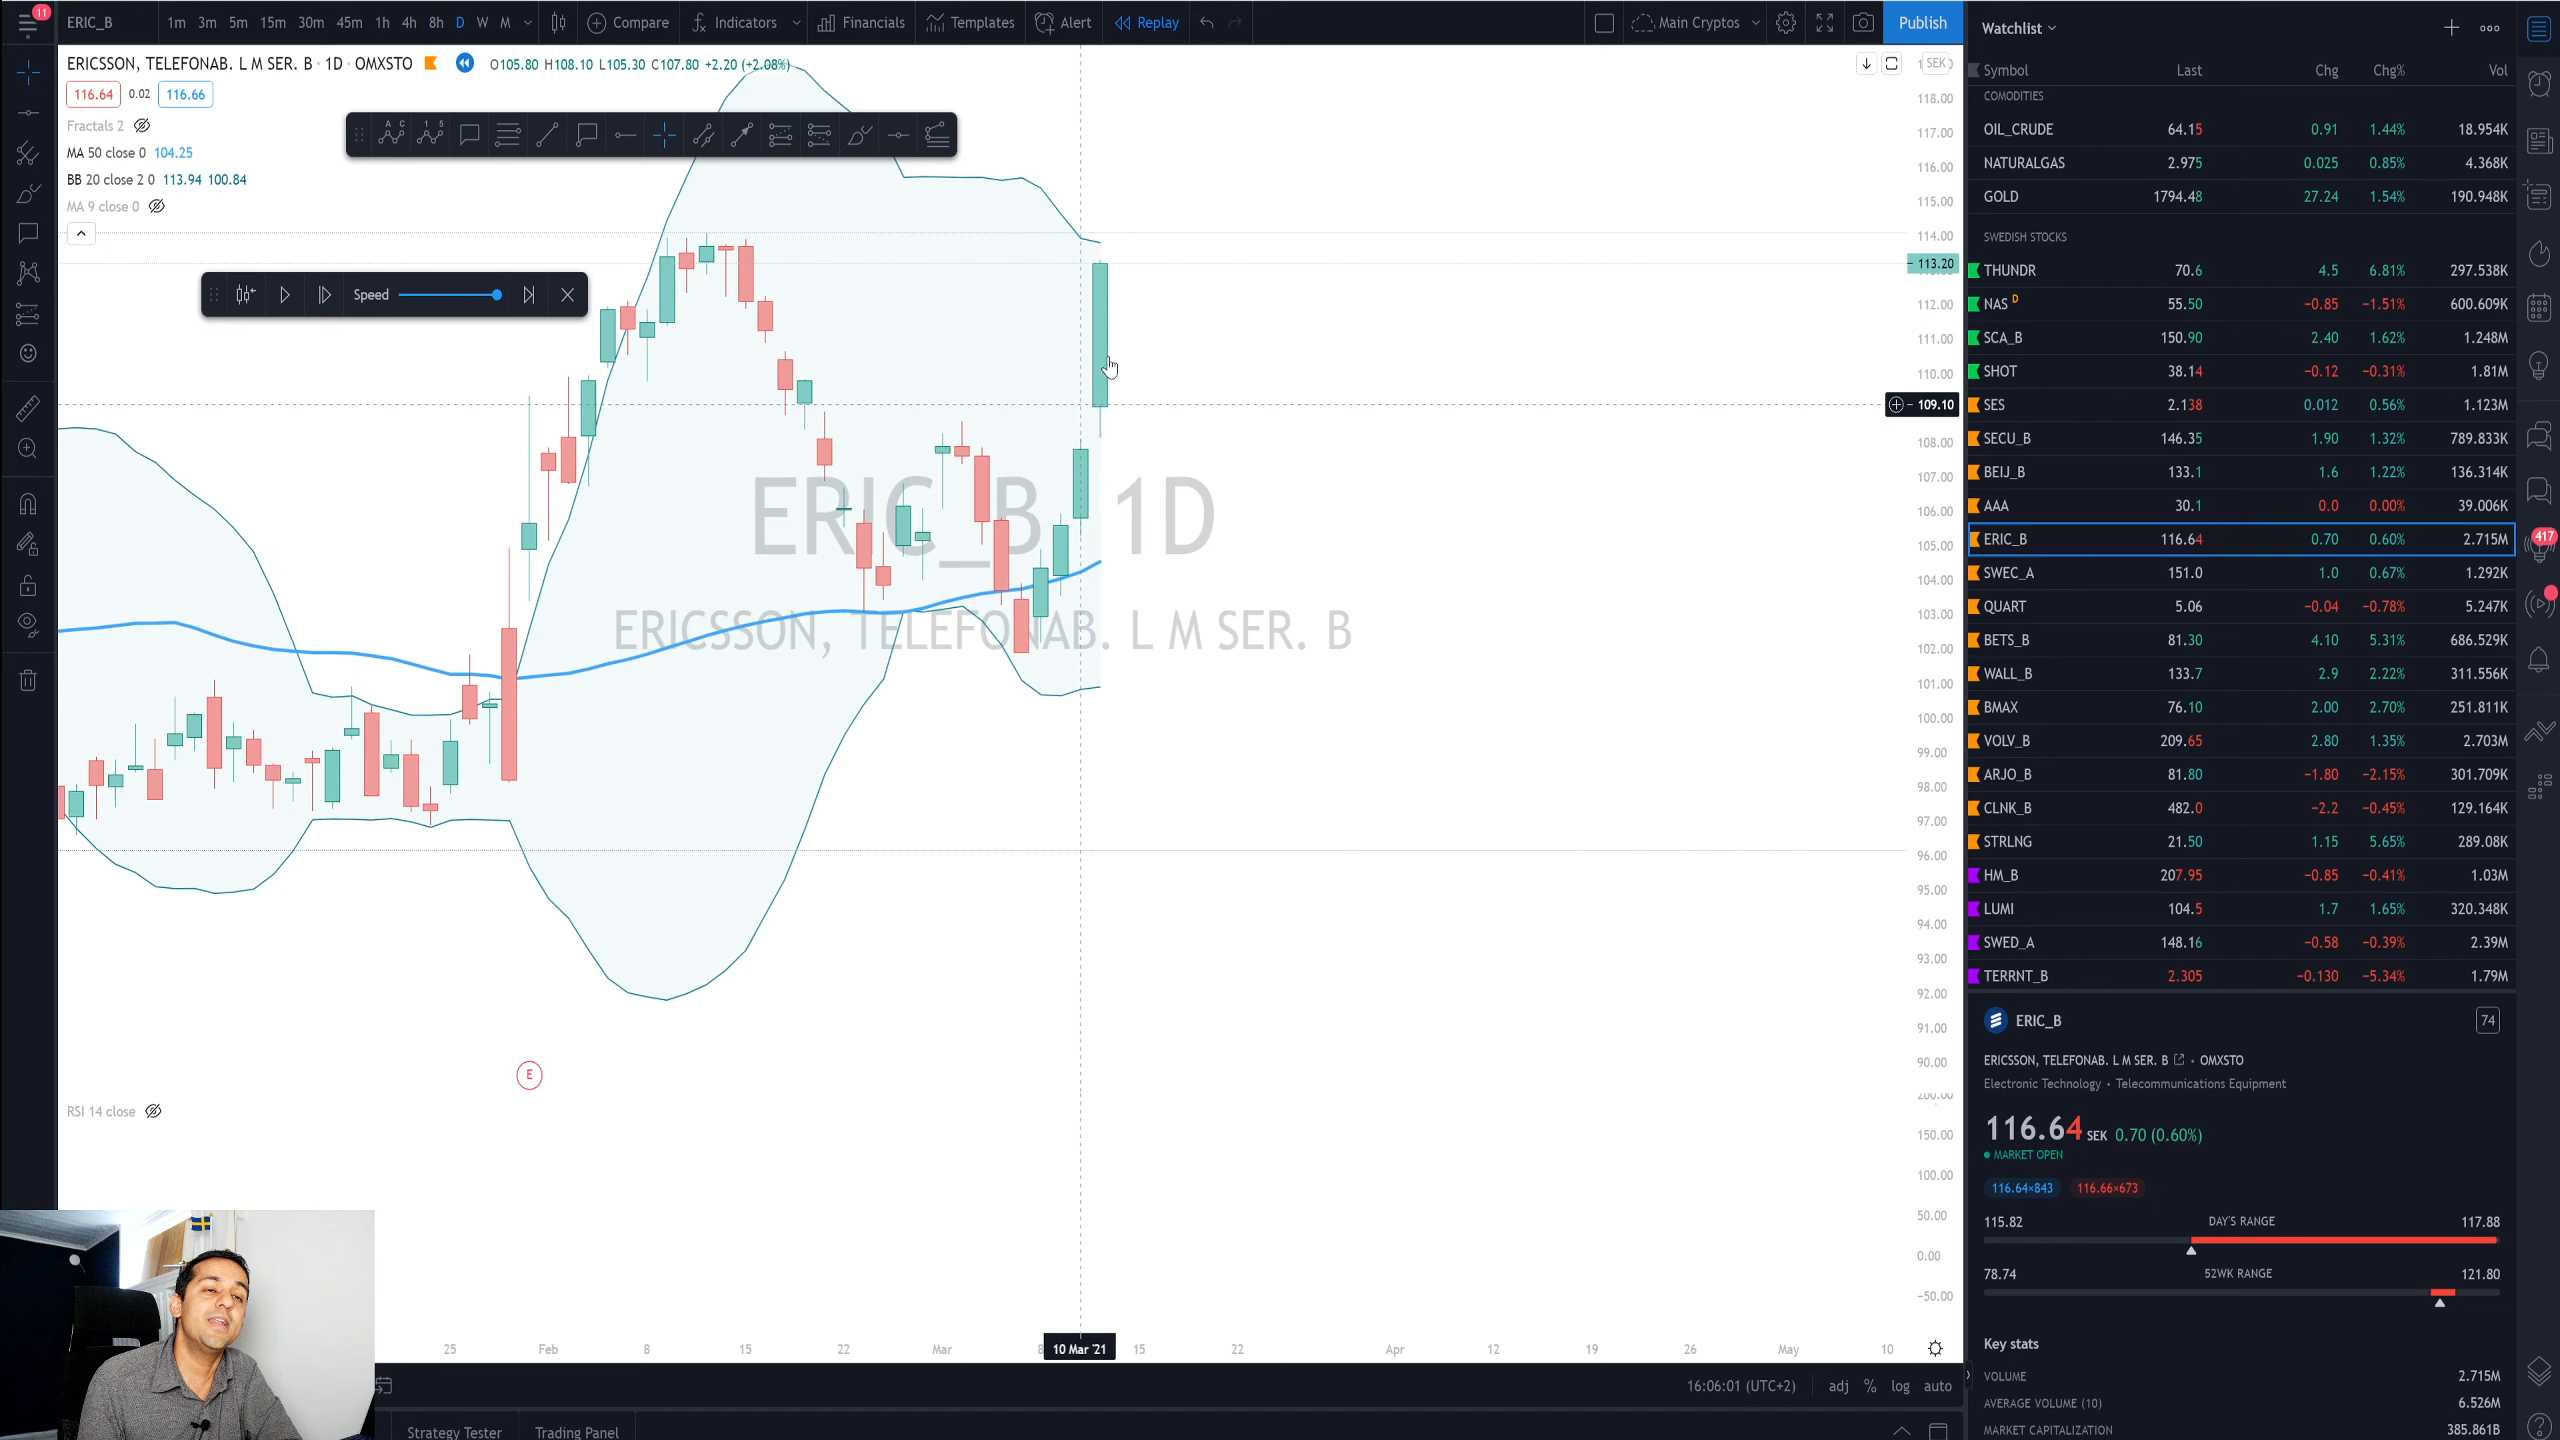 11
ERIC_B 1m 3m 5m 15m 30m 45m 1h 4h 8h D W M Compare Indicators Financials Templates Alert Replay Main Cryptos Publish
ERICSSON, TELEFONAB. L M SER. B · 1D · OMXSTO O105.80 H108.10 L105.30 C107.80 +2.20 (+2.08%)
116.64 0.02 116.66
Fractals 2
MA 50 close 0 104.25
BB 20 close 2 0 113.94 100.84
MA 9 close 0
A C
1 5
Speed
ERIC_B, 1D
ERICSSON, TELEFONAB. L M SER. B
E
RSI 14 close
SEK
118.00
117.00
116.00
115.00
114.00
113.20
112.00
111.00
110.00
109.10
108.00
107.00
106.00
105.00
104.00
103.00
102.00
101.00
100.00
99.00
98.00
97.00
96.00
95.00
94.00
93.00
92.00
91.00
90.00
200.00
150.00
100.00
50.00
0.00
−50.00
25 Feb 8 15 22 Mar 8 10 Mar '21 15 22 Apr 12 19 26 May 10
16:06:01 (UTC+2) adj % log auto
Strategy Tester Trading Panel
Watchlist
Symbol Last Chg Chg% Vol
COMODITIES
OIL_CRUDE 64.15 0.91 1.44% 18.954K
NATURALGAS 2.975 0.025 0.85% 4.368K
GOLD 1794.48 27.24 1.54% 190.948K
SWEDISH STOCKS
THUNDR 70.6 4.5 6.81% 297.538K
NAS D 55.50 −0.85 −1.51% 600.609K
SCA_B 150.90 2.40 1.62% 1.248M
SHOT 38.14 −0.12 −0.31% 1.81M
SES 2.138 0.012 0.56% 1.123M
SECU_B 146.35 1.90 1.32% 789.833K
BEIJ_B 133.1 1.6 1.22% 136.314K
AAA 30.1 0.0 0.00% 39.006K
ERIC_B 116.64 0.70 0.60% 2.715M
SWEC_A 151.0 1.0 0.67% 1.292K
QUART 5.06 −0.04 −0.78% 5.247K
BETS_B 81.30 4.10 5.31% 686.529K
WALL_B 133.7 2.9 2.22% 311.556K
BMAX 76.10 2.00 2.70% 251.811K
VOLV_B 209.65 2.80 1.35% 2.703M
ARJO_B 81.80 −1.80 −2.15% 301.709K
CLNK_B 482.0 −2.2 −0.45% 129.164K
STRLNG 21.50 1.15 5.65% 289.08K
HM_B 207.95 −0.85 −0.41% 1.03M
LUMI 104.5 1.7 1.65% 320.348K
SWED_A 148.16 −0.58 −0.39% 2.39M
TERRNT_B 2.305 −0.130 −5.34% 1.79M
ERIC_B 74
ERICSSON, TELEFONAB. L M SER. B · OMXSTO
Electronic Technology · Telecommunications Equipment
116.64 SEK 0.70 (0.60%)
MARKET OPEN
116.64×843 116.66×673
115.82 DAY'S RANGE 117.88
78.74 52WK RANGE 121.80
Key stats
VOLUME 2.715M
AVERAGE VOLUME (10) 6.526M
MARKET CAPITALIZATION 385.861B
417